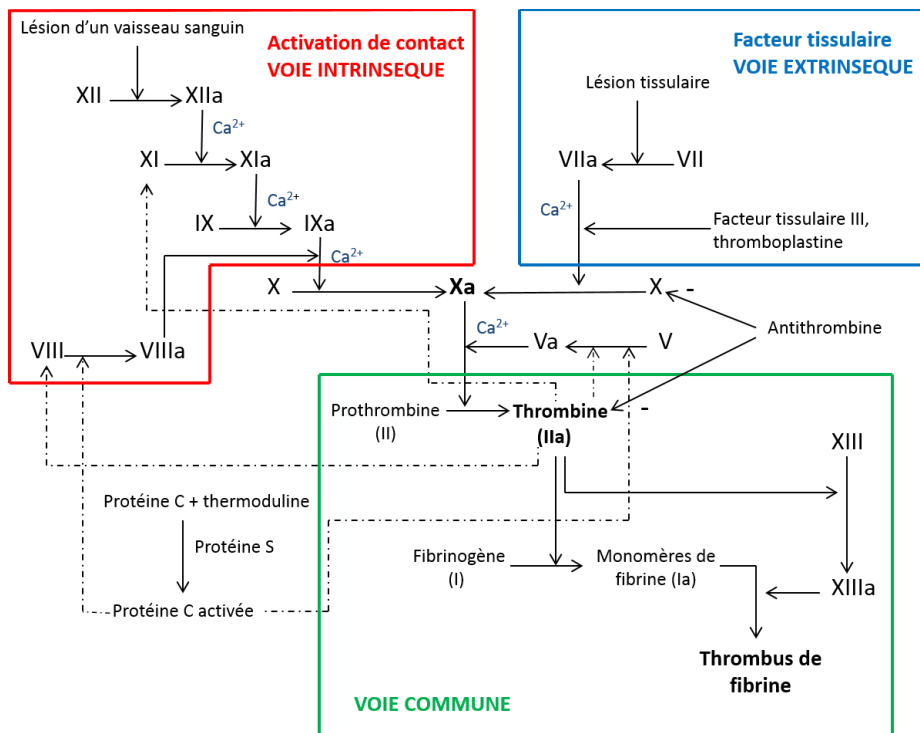 Lésion d’un vaisseau sanguin
Activation de contact
VOIE INTRINSEQUE
XII
XIIa
Ca²⁺
XI
XIa
Ca²⁺
IX
IXa
Ca²⁺
Facteur tissulaire
VOIE EXTRINSEQUE
Lésion tissulaire
VIIa
VII
Ca²⁺
Facteur tissulaire III,
thromboplastine
X
Xa
X
-
Antithrombine
VIII
VIIIa
Ca²⁺
Va
V
Prothrombine
(II)
Thrombine
(IIa)
-
XIII
Protéine C + thermoduline
Protéine S
Protéine C activée
Fibrinogène
(I)
Monomères de
fibrine (Ia)
XIIIa
Thrombus de
fibrine
VOIE COMMUNE